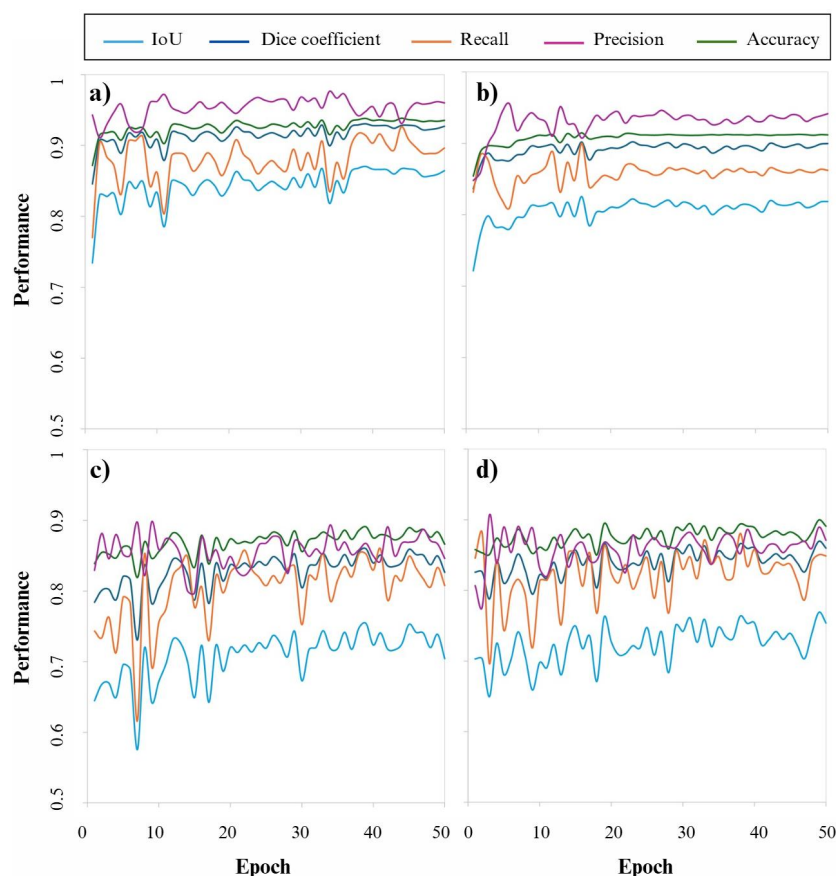 IoU Dice coefficient Recall Precision Accuracy
a) b)
1
0.9
0.8
0.7
0.6
0.5
Performance
c) d)
1
0.9
0.8
0.7
0.6
0.5
Performance
0 10 20 30 40 50 0 10 20 30 40 50
Epoch Epoch